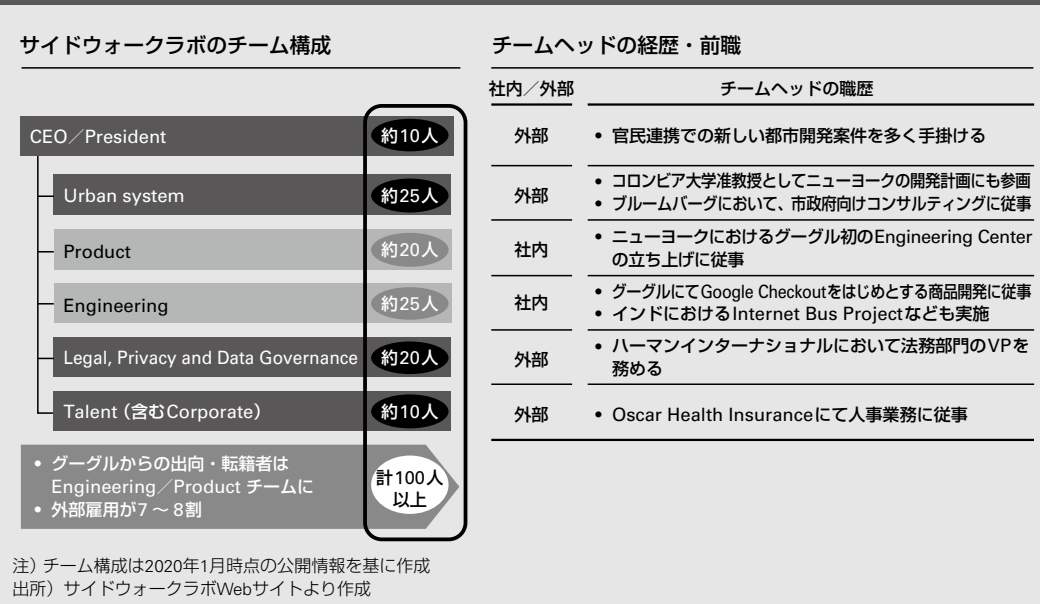 サイドウォークラボのチーム構成
CEO／President
約10人
Urban system
約25人
Product
約20人
Engineering
約25人
Legal, Privacy and Data Governance
約20人
Talent（含むCorporate）
約10人
• グーグルからの出向・転籍者は
Engineering／Product チームに
• 外部雇用が7～8割
計100人
以上
チームヘッドの経歴・前職
社内／外部
チームヘッドの職歴
外部
• 官民連携での新しい都市開発案件を多く手掛ける
外部
• コロンビア大学准教授としてニューヨークの開発計画にも参画
• ブルームバーグにおいて、市政府向けコンサルティングに従事
社内
• ニューヨークにおけるグーグル初のEngineering Center
の立ち上げに従事
社内
• グーグルにてGoogle Checkoutをはじめとする商品開発に従事
• インドにおけるInternet Bus Projectなども実施
外部
• ハーマンインターナショナルにおいて法務部門のVPを
務める
外部
• Oscar Health Insuranceにて人事業務に従事
注）チーム構成は2020年1月時点の公開情報を基に作成
出所）サイドウォークラボWebサイトより作成